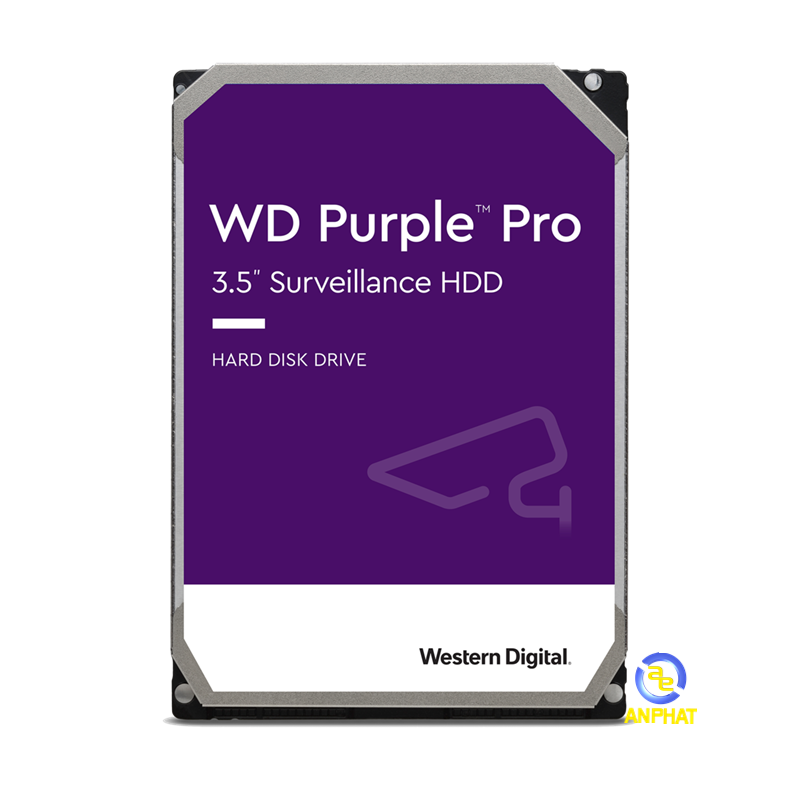 WD Purple™ Pro
3.5" Surveillance HDD
HARD DISK DRIVE
Western Digital.
ANPHAT